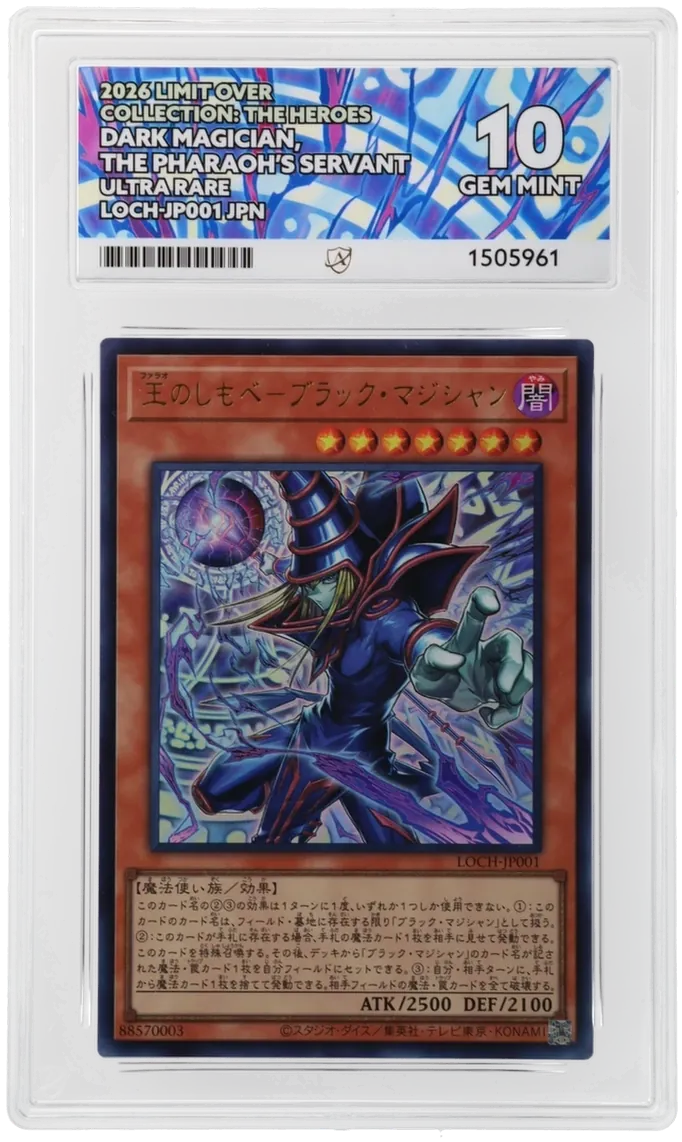 2026 LIMIT OVER
COLLECTION: THE HEROES
DARK MAGICIAN,
THE PHARAOH'S SERVANT
ULTRA RARE
LOCH-JP001 JPN
10
GEM MINT
1505961
王のしもべーブラック・マジシャン
ファラオ
闇
やみ
LOCH-JP001
【魔法使い族／効果】
このカード名の②③の効果は1ターンに1度、いずれか1つしか使用できない。①：この
カードのカード名は、フィールド・墓地に存在する限り「ブラック・マジシャン」として扱う。
②：このカードが手札に存在する場合、手札の魔法カード1枚を相手に見せて発動できる。
このカードを特殊召喚する。その後、デッキから「ブラック・マジシャン」のカード名が記さ
れた魔法・罠カード1枚を自分フィールドにセットできる。③：自分・相手ターンに、手札
から魔法カード1枚を捨てて発動できる。相手フィールドの魔法・罠カードを全て破壊する。
ATK/2500 DEF/2100
88570003
©スタジオ・ダイス／集英社・テレビ東京・KONAMI